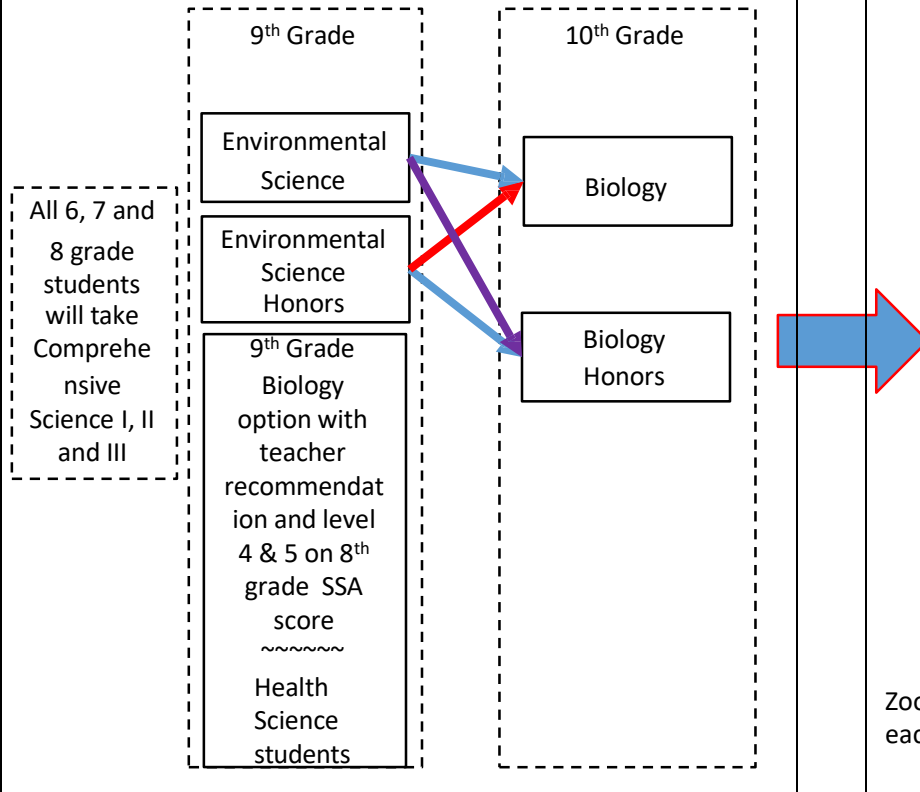 All 6, 7 and
8 grade
students
will take
Comprehe
nsive
Science I, II
and III
9th Grade
Environmental
Science
Environmental
Science
Honors
9th Grade
Biology
option with
teacher
recommendat
ion and level
4 & 5 on 8th
grade SSA
score
~~~~~~
Health
Science
students
10th Grade
Biology
Biology
Honors